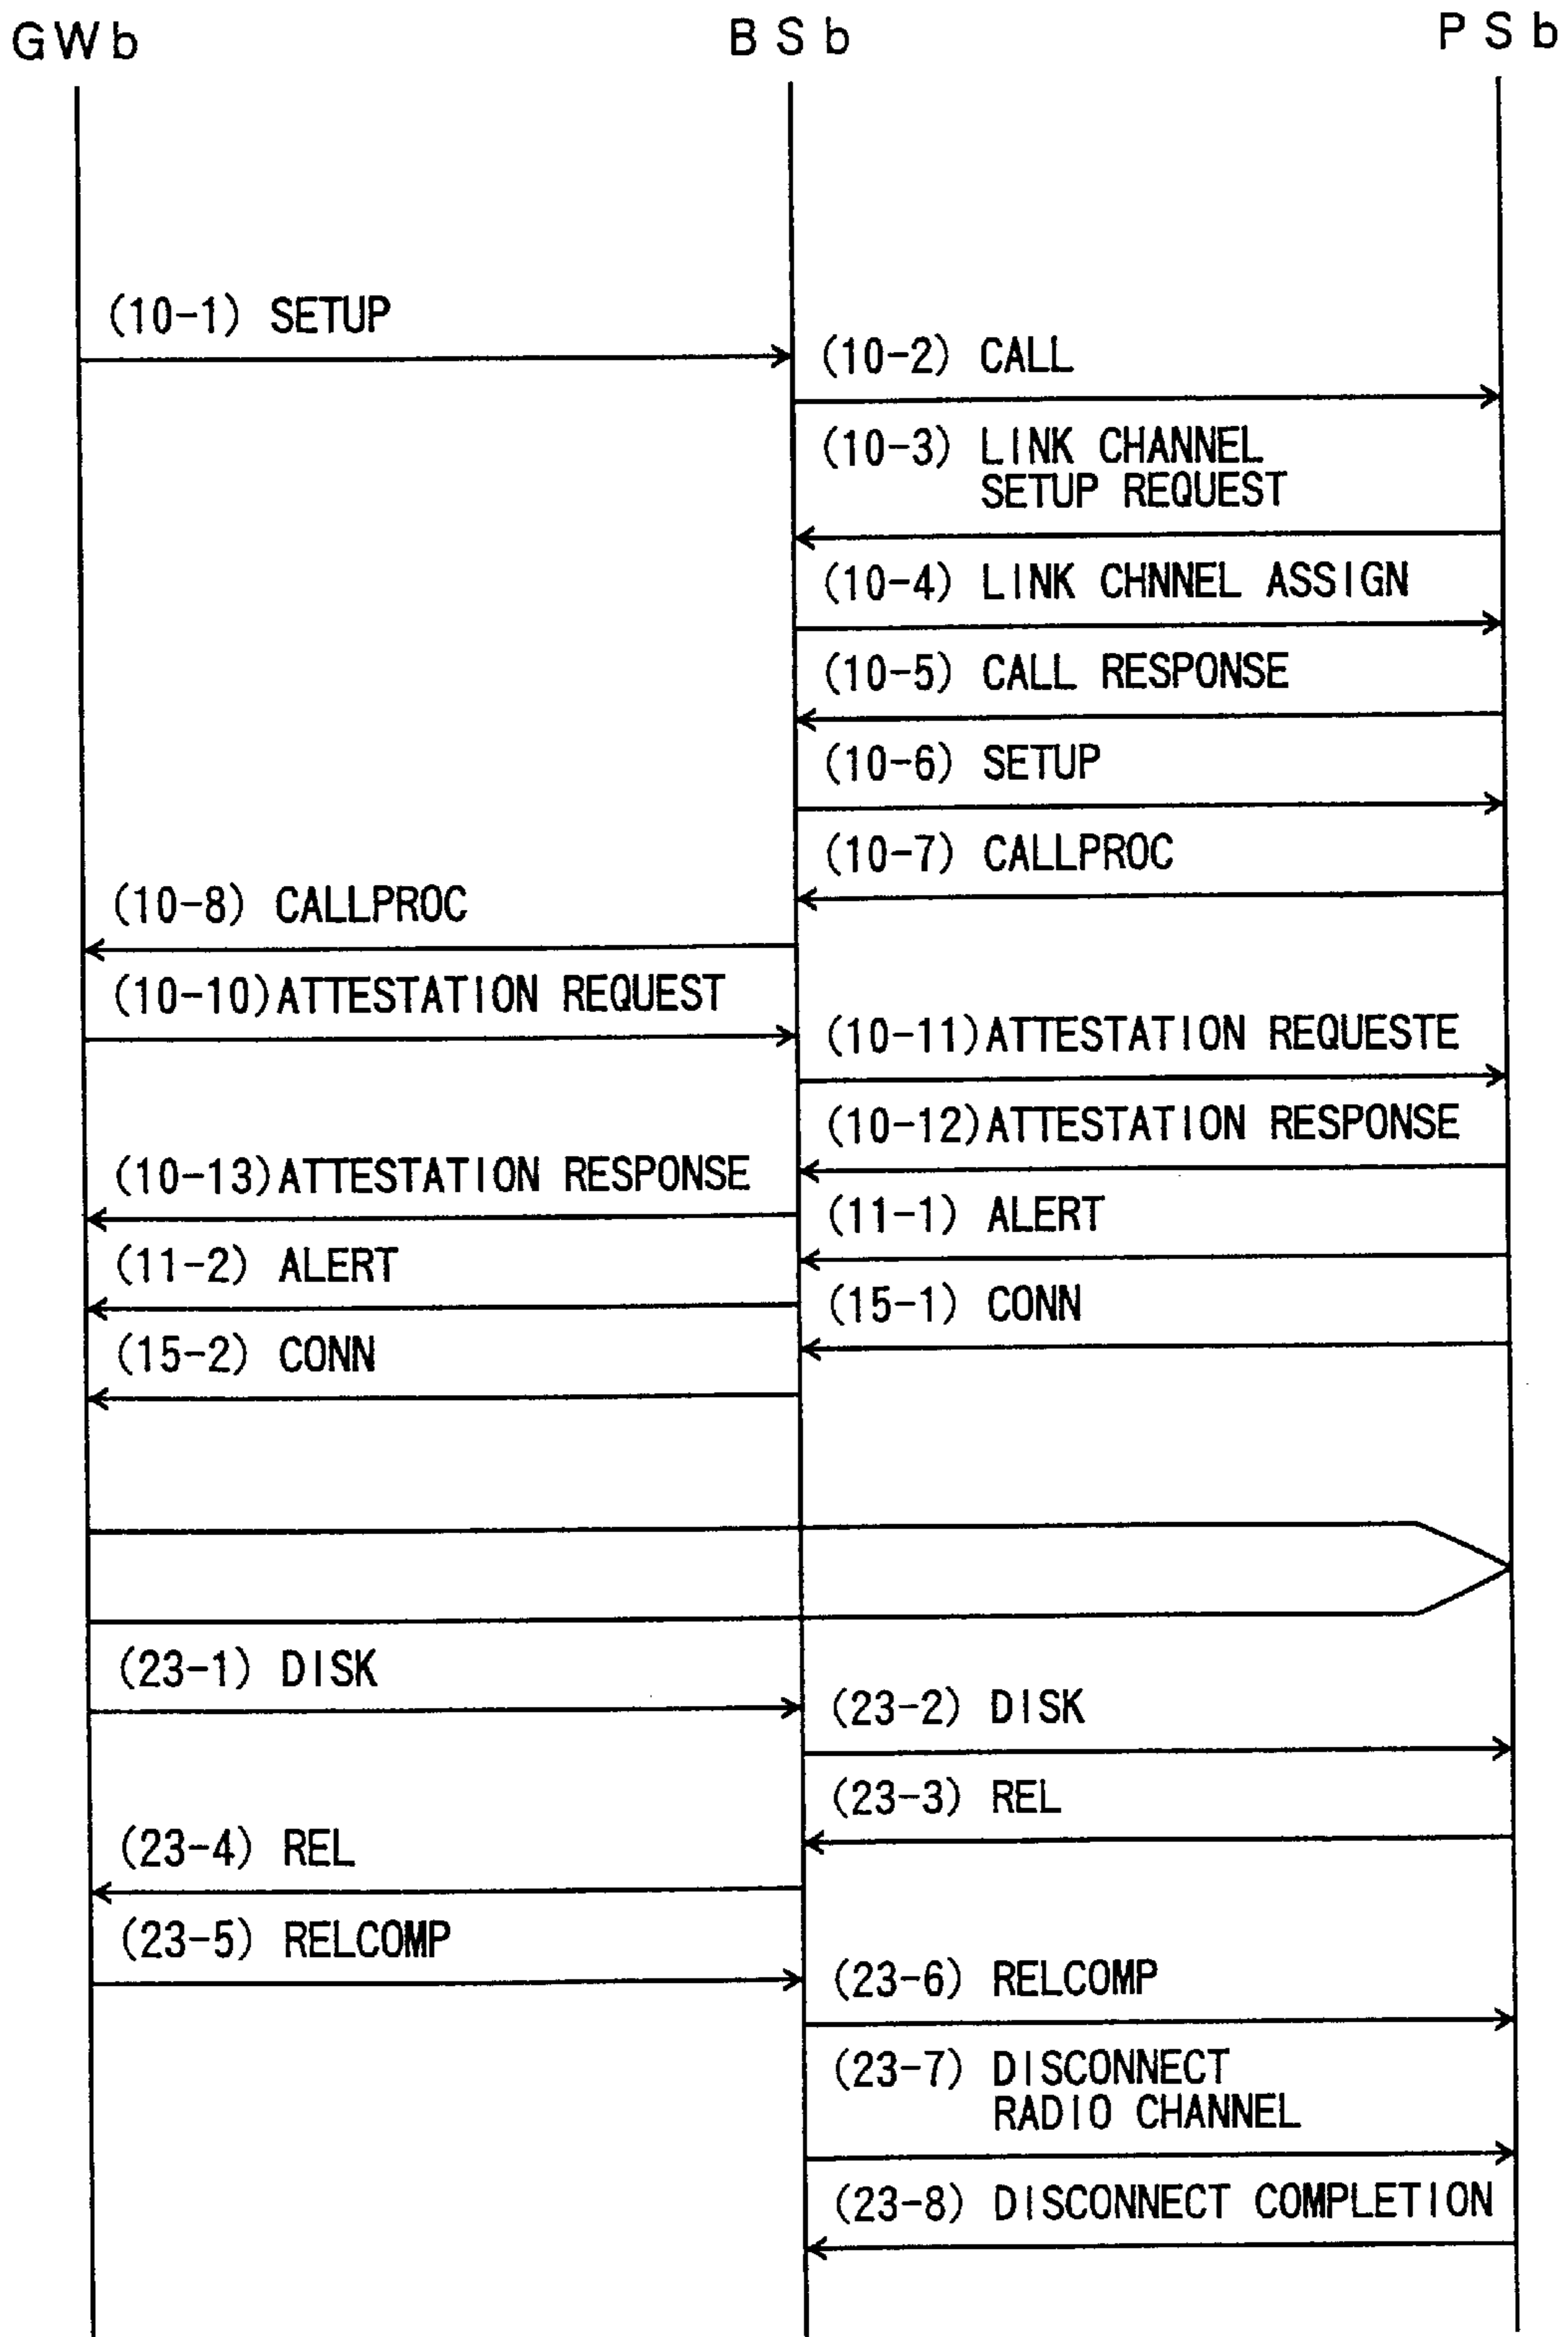 GWb BSb PSb
(10-1) SETUP
(10-2) CALL
(10-3) LINK CHANNEL
SETUP REQUEST
(10-4) LINK CHNNEL ASSIGN
(10-5) CALL RESPONSE
(10-6) SETUP
(10-7) CALLPROC
(10-8) CALLPROC
(10-10)ATTESTATION REQUEST
(10-11)ATTESTATION REQUESTE
(10-12)ATTESTATION RESPONSE
(10-13)ATTESTATION RESPONSE
(11-1) ALERT
(11-2) ALERT
(15-1) CONN
(15-2) CONN
(23-1) DISK
(23-2) DISK
(23-3) REL
(23-4) REL
(23-5) RELCOMP
(23-6) RELCOMP
(23-7) DISCONNECT
RADIO CHANNEL
(23-8) DISCONNECT COMPLETION